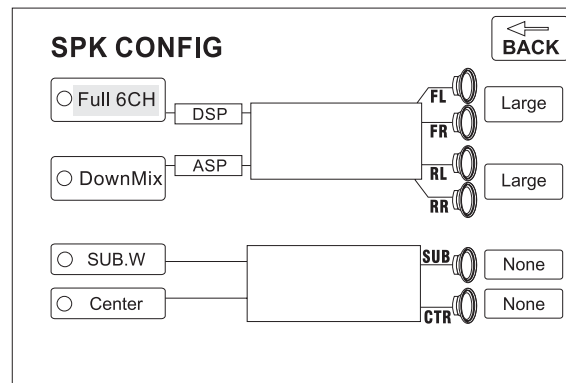 SPK CONFIG
BACK
Full 6CH
DSP
FL
FR
Large
DownMix
ASP
RL
RR
Large
SUB.W
SUB
None
Center
CTR
None